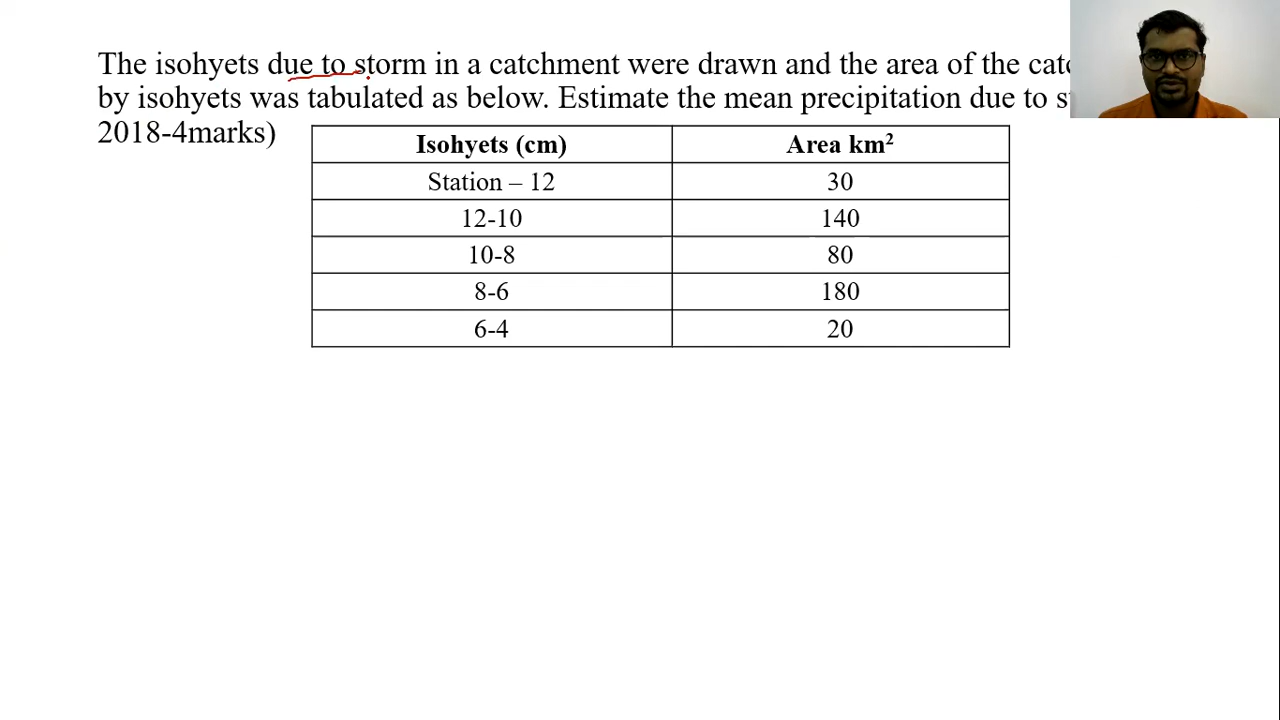 The isohyets due to storm in a catchment were drawn and the area of the
by isohyets was tabulated as below. Estimate the mean precipitation due to
2018-4marks)
Isohyets (cm) Area km²
Station – 12 30
12-10 140
10-8 80
8-6 180
6-4 20